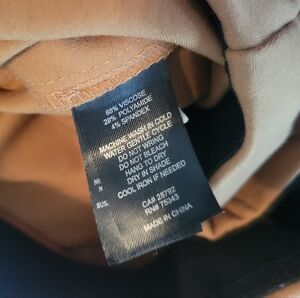 68% VISCOSE
28% POLYAMIDE
4% SPANDEX
MACHINE WASH IN COLD
WATER GENTLE CYCLE
DO NOT WRING
DO NOT BLEACH
HANG TO DRY
DRY IN SHADE
COOL IRON IF NEEDED
CA# 28792
RN# 76343
MADE IN CHINA